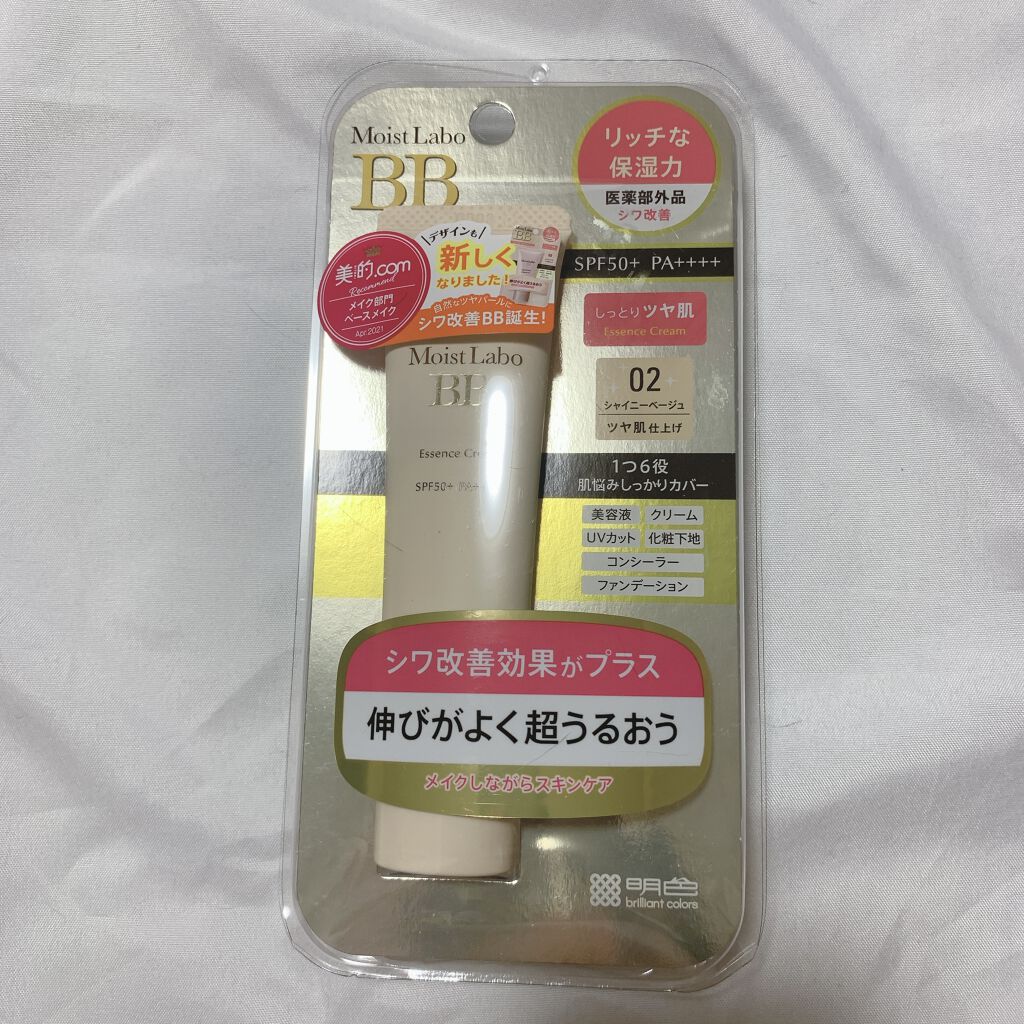 Moist Labo
BB
リッチな
保湿力
医薬部外品
シワ改善
SPF50+ PA++++
しっとりツヤ肌
Essence Cream
02
シャイニーベージュ
ツヤ肌仕上げ
1つ6役
肌悩みしっかりカバー
美容液 クリーム
UVカット 化粧下地
コンシーラー
ファンデーション
美的.com
Recommend
メイク部門
ベースメイク
Apr.2021
デザインも
新しく
なりました!
自然なツヤパールに
シワ改善BB誕生!
Moist Labo
BB
Essence
SPF50+
シワ改善効果がプラス
伸びがよく超うるおう
メイクしながらスキンケア
明色
brilliant colors